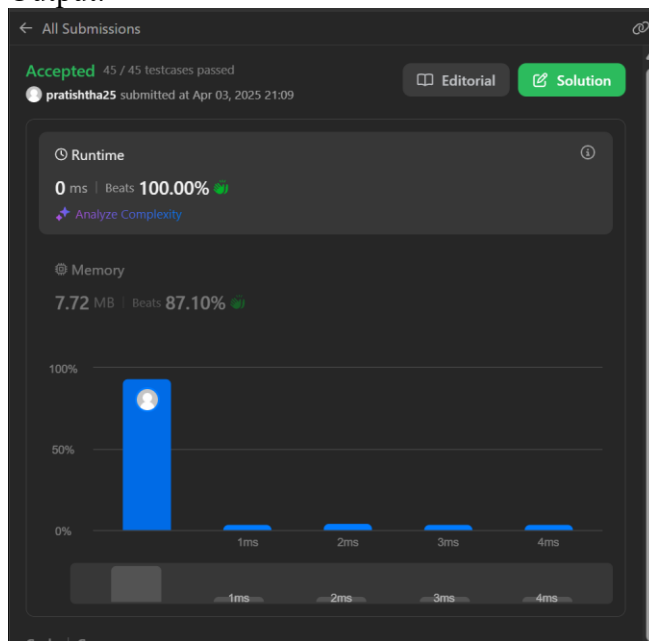 Output:
← All Submissions
Accepted 45 / 45 testcases passed
Editorial
Solution
pratishtha25 submitted at Apr 03, 2025 21:09
Runtime
0 ms | Beats 100.00%
Analyze Complexity
Memory
7.72 MB | Beats 87.10%
100%
50%
0%
1ms 2ms 3ms 4ms
1ms 2ms 3ms 4ms